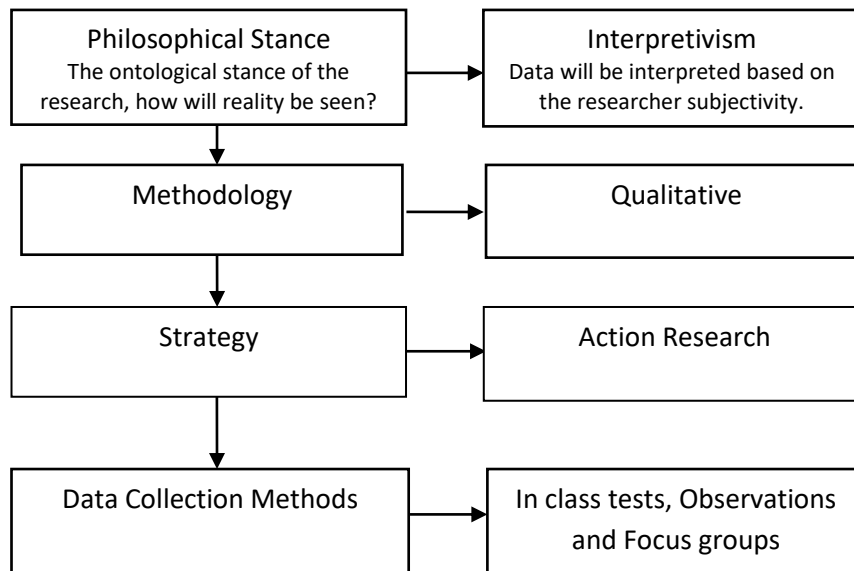 Philosophical Stance
The ontological stance of the
research, how will reality be seen?
Interpretivism
Data will be interpreted based on
the researcher subjectivity.
Methodology
Qualitative
Strategy
Action Research
Data Collection Methods
In class tests, Observations
and Focus groups